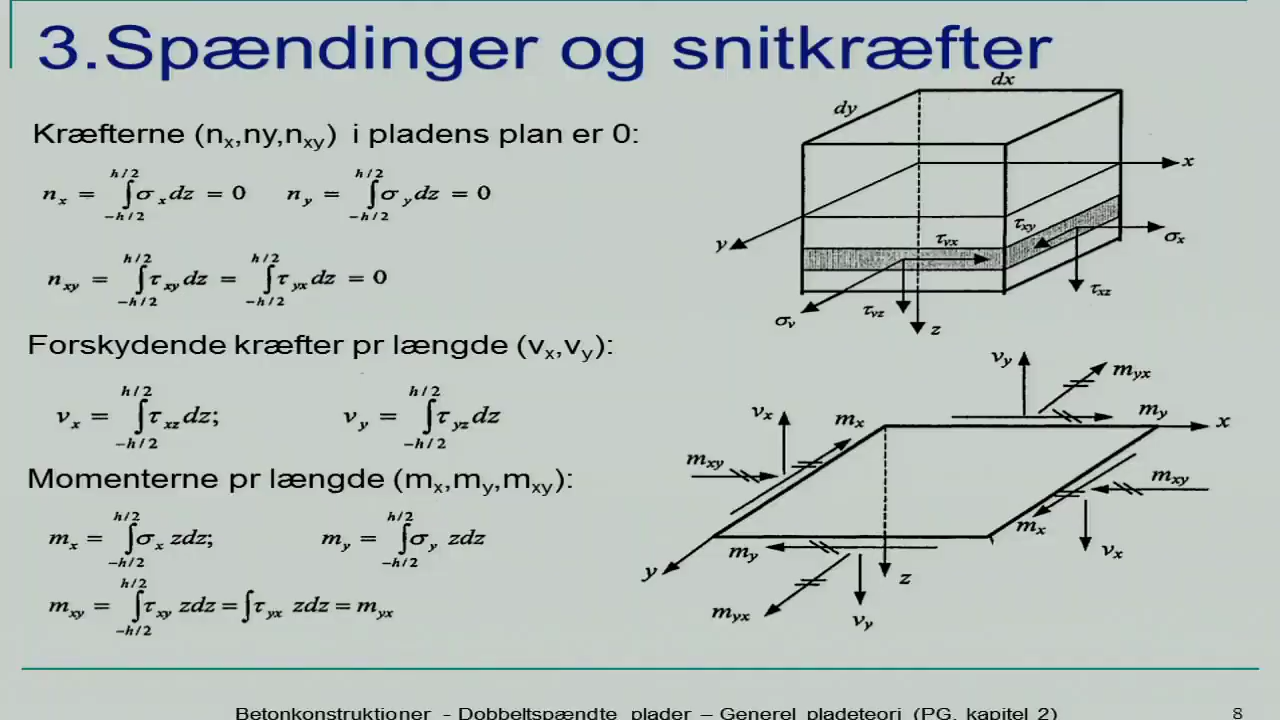 3.Spændinger og snitkræfter
Kræfterne (nx,ny,nxy) i pladens plan er 0:
nx = ∫_{-h/2}^{h/2} σx dz = 0 ny = ∫_{-h/2}^{h/2} σy dz = 0
nxy = ∫_{-h/2}^{h/2} τxy dz = ∫_{-h/2}^{h/2} τyx dz = 0
Forskydende kræfter pr længde (vx,vy):
vx = ∫_{-h/2}^{h/2} τxz dz; vy = ∫_{-h/2}^{h/2} τyz dz
Momenterne pr længde (mx,my,mxy):
mx = ∫_{-h/2}^{h/2} σx zdz; my = ∫_{-h/2}^{h/2} σy zdz
mxy = ∫_{-h/2}^{h/2} τxy zdz = ∫ τyx zdz = myx
dx
dy
x
y
τxy
τyx
σx
τxz
σy
τyz
z
vy
myx
vx
mx
my
x
mxy
mxy
mx
vx
my
y
z
myx
vy
Betonkonstruktioner - Dobbeltspændte plader – Generel pladeteori (PG, kapitel 2)
8